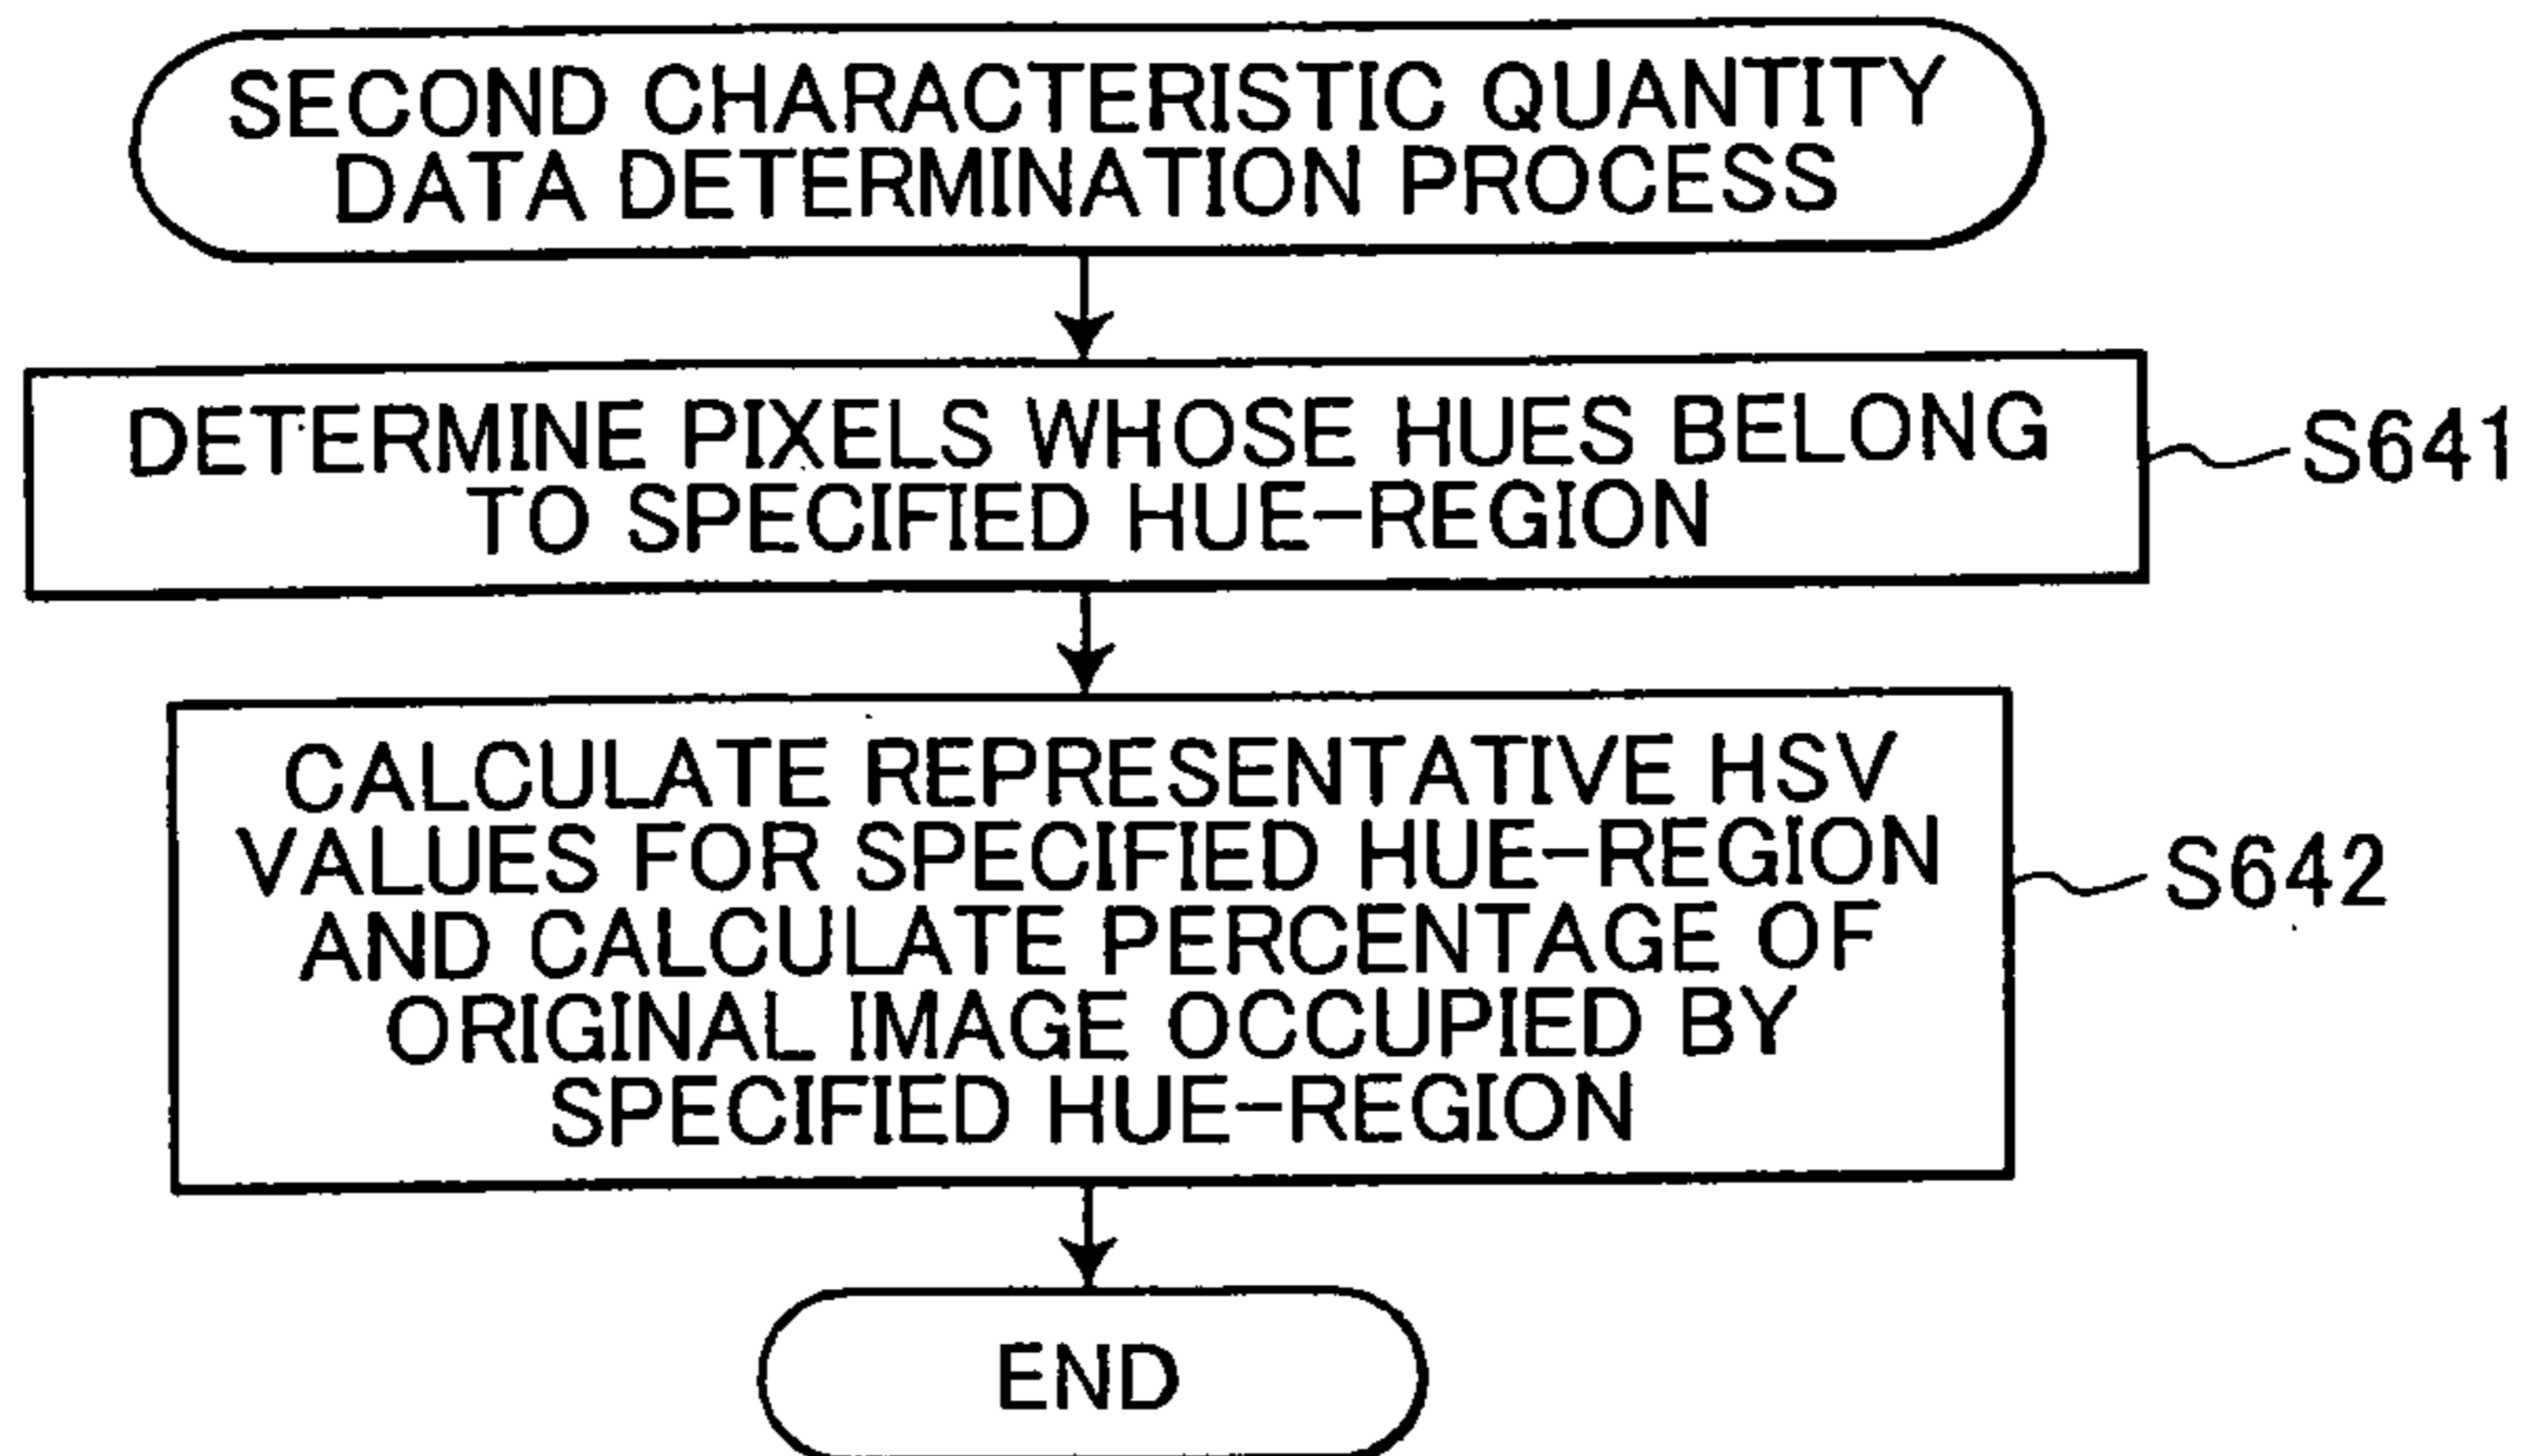 SECOND CHARACTERISTIC QUANTITY
DATA DETERMINATION PROCESS
DETERMINE PIXELS WHOSE HUES BELONG
TO SPECIFIED HUE-REGION
S641
CALCULATE REPRESENTATIVE HSV
VALUES FOR SPECIFIED HUE-REGION
AND CALCULATE PERCENTAGE OF
ORIGINAL IMAGE OCCUPIED BY
SPECIFIED HUE-REGION
S642
END